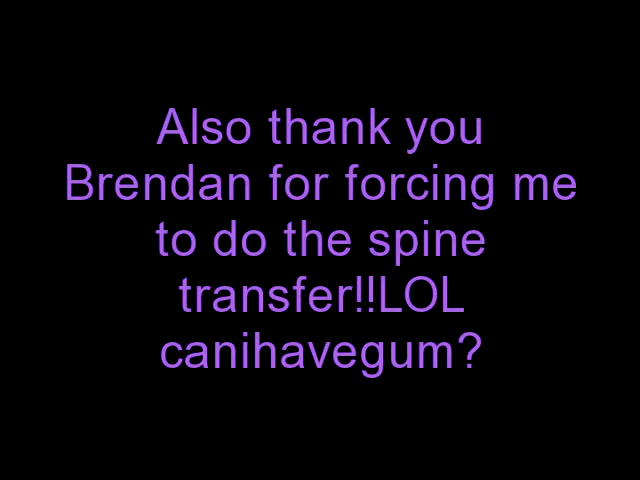 Also thank you
Brendan for forcing me
to do the spine
transfer!!LOL
canihavegum?